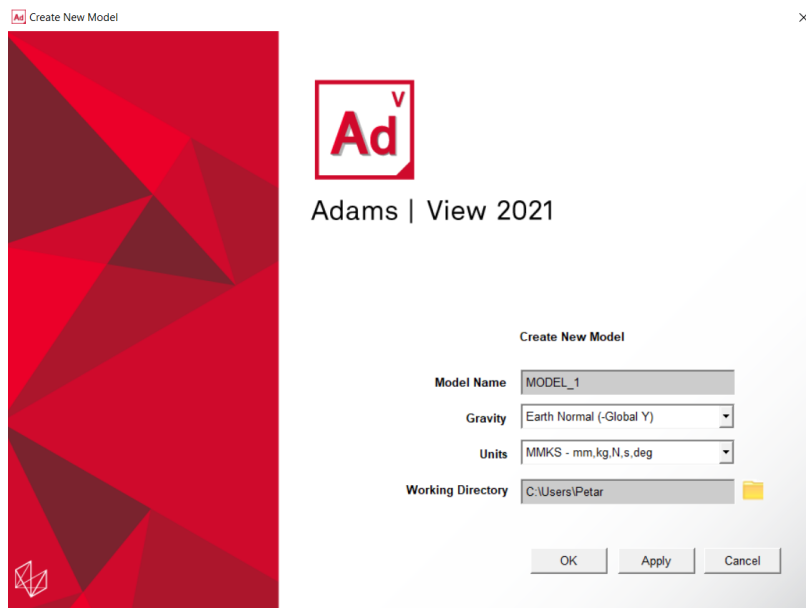 Ad Create New Model
V
Ad
Adams | View 2021
Create New Model
Model Name MODEL_1
Gravity Earth Normal (-Global Y)
Units MMKS - mm,kg,N,s,deg
Working Directory C:\Users\Petar
OK Apply Cancel